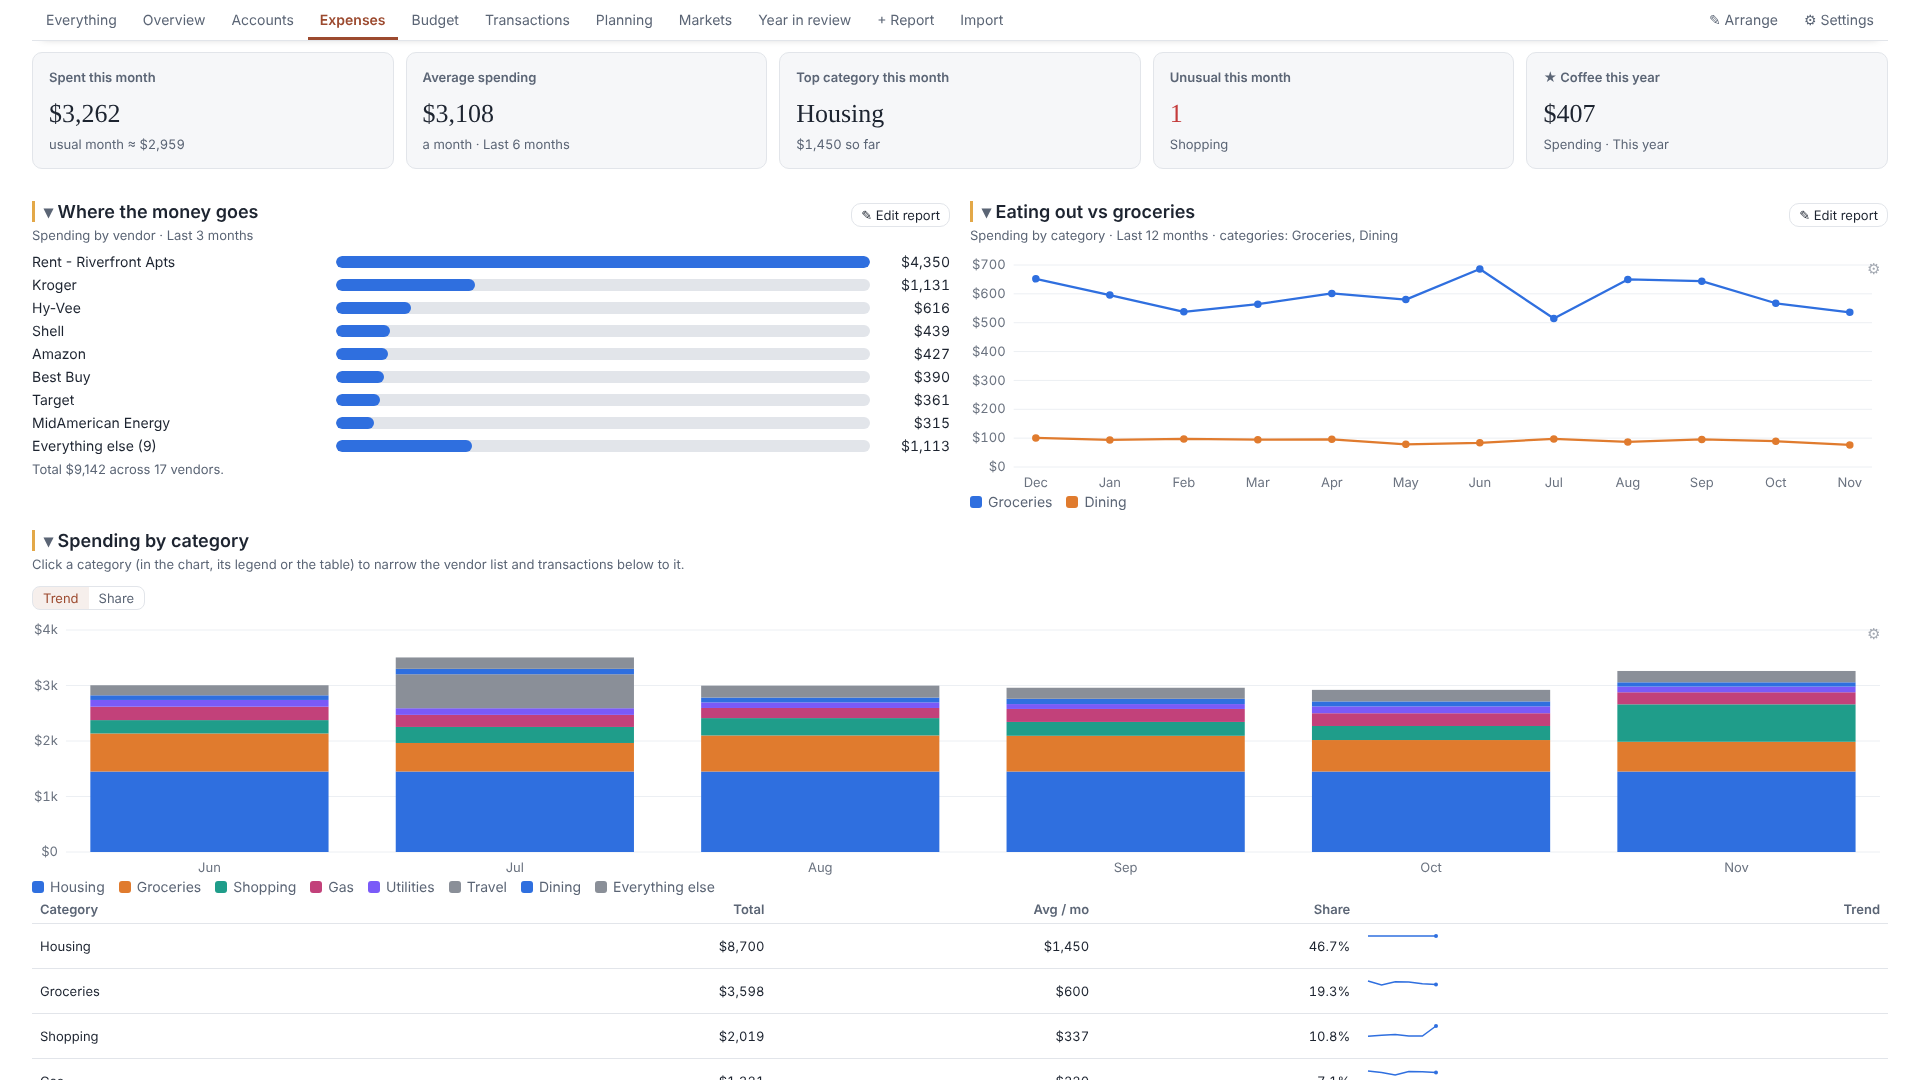 Everything Overview Accounts Expenses Budget Transactions Planning Markets Year in review + Report Import ✎ Arrange ⚙ Settings
Spent this month
$3,262
usual month ≈ $2,959
Average spending
$3,108
a month · Last 6 months
Top category this month
Housing
$1,450 so far
Unusual this month
1
Shopping
★ Coffee this year
$407
Spending · This year
▾ Where the money goes
✎ Edit report
Spending by vendor · Last 3 months
Rent - Riverfront Apts $4,350
Kroger $1,131
Hy-Vee $616
Shell $439
Amazon $427
Best Buy $390
Target $361
MidAmerican Energy $315
Everything else (9) $1,113
Total $9,142 across 17 vendors.
▾ Eating out vs groceries
✎ Edit report
Spending by category · Last 12 months · categories: Groceries, Dining
$700
$600
$500
$400
$300
$200
$100
$0
Dec Jan Feb Mar Apr May Jun Jul Aug Sep Oct Nov
Groceries Dining
▾ Spending by category
Click a category (in the chart, its legend or the table) to narrow the vendor list and transactions below to it.
Trend Share
$4k
$3k
$2k
$1k
$0
Jun Jul Aug Sep Oct Nov
Housing Groceries Shopping Gas Utilities Travel Dining Everything else
Category Total Avg / mo Share Trend
Housing $8,700 $1,450 46.7%
Groceries $3,598 $600 19.3%
Shopping $2,019 $337 10.8%